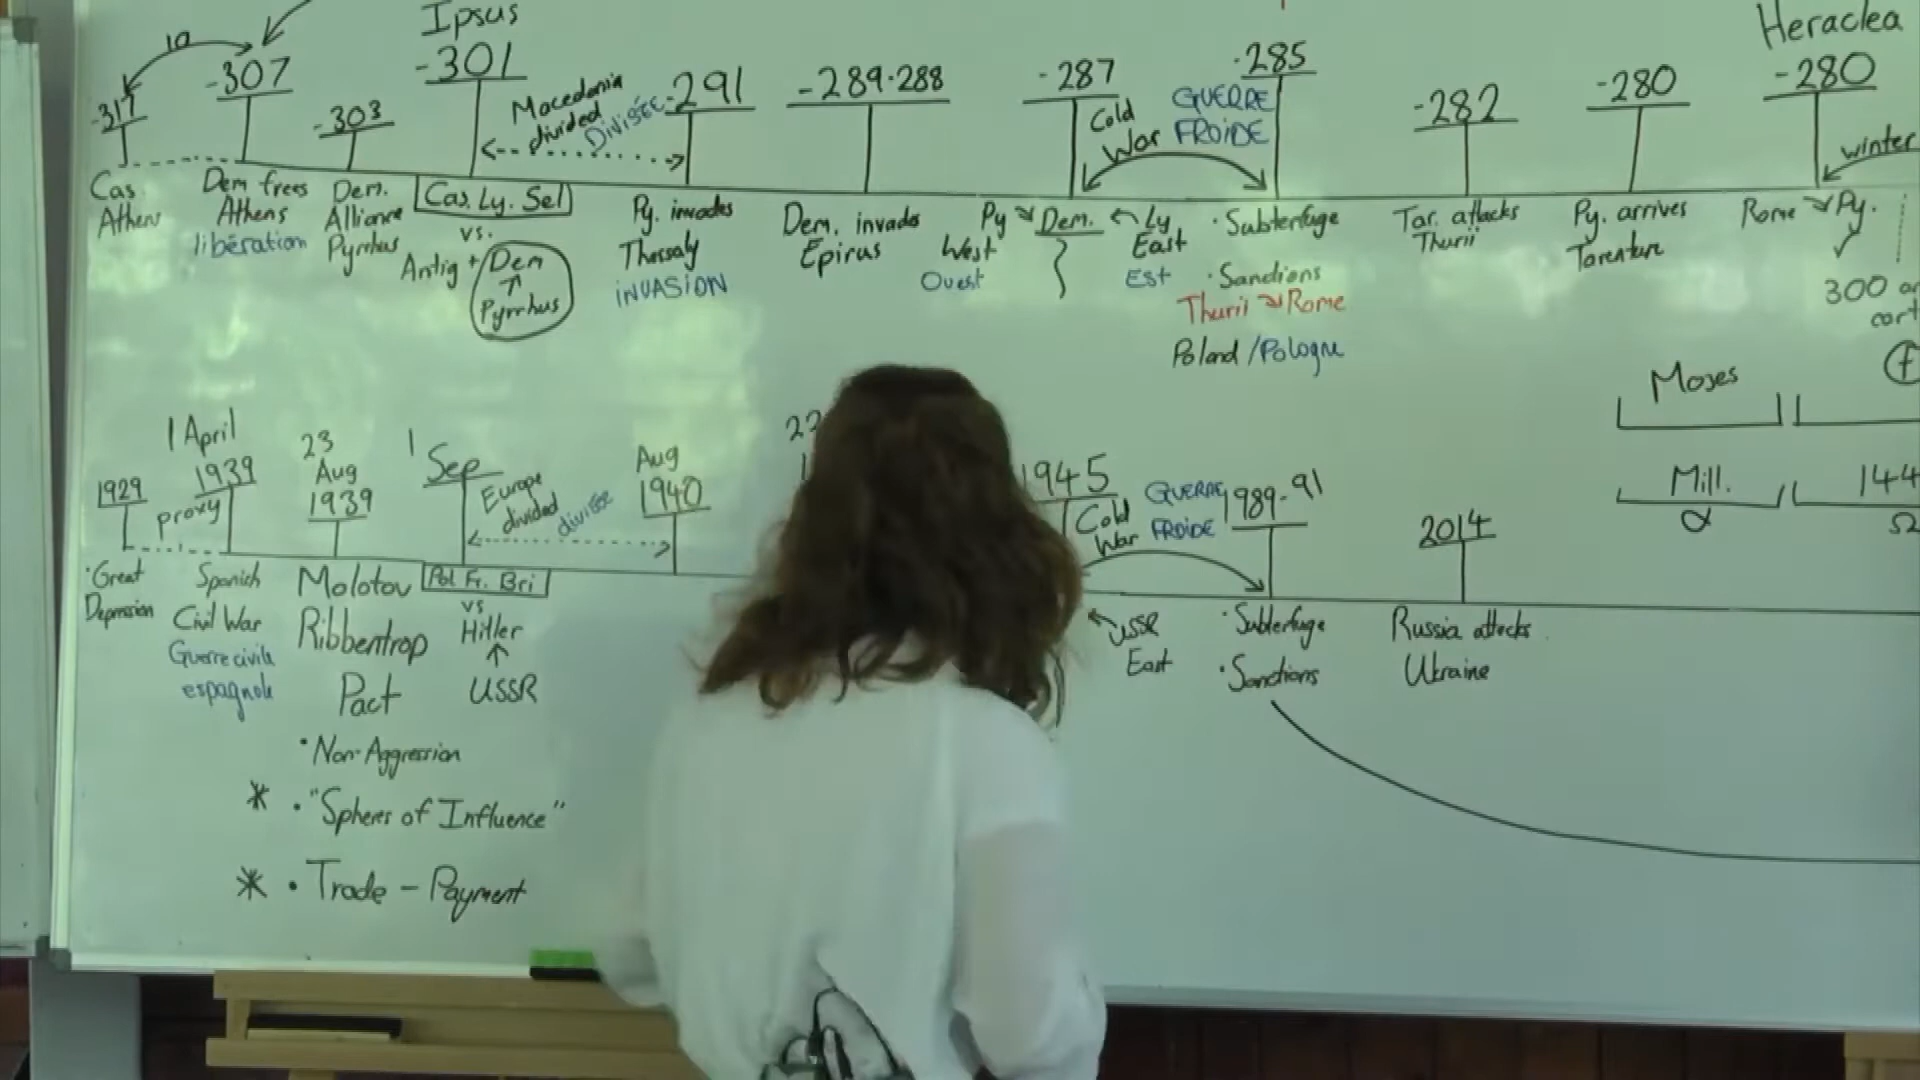 Ipsus
Heraclea
10
-317
-307
-303
-301
-291
-289-288
-287
-285
-282
-280
-280
Macedonia
divided
DiViSÉE
Cold
War
GUERRE
FROiDE
winter
Cas.
Athens
Dem frees
Athens
libération
Dem.
Alliance
Pyrrhus
Cas. Ly. Sel
vs.
Antig + Dem
↑
Pyrrhus
Py. invades
Thessaly
iNVASiON
Dem. invades
Epirus
Py → Dem. ← Ly
West
Ouest
East
Est
· Subterfuge
· Sanctions
Thurii → Rome
Poland / Pologne
Tar. attacks
Thurii
Py. arrives
Tarentum
Rome → Py.
300
Moses
Mill.
α
144
Ω
1929
proxy
1 April
1939
23
Aug
1939
1
Sep
Europe
divided
divisée
Aug
1940
22
1945
Cold
War
GUERRE
FROiDE
1989-91
2014
· Great
Depression
Spanish
Civil War
Guerre civile
espagnole
Molotov
Ribbentrop
Pact
· Non-Aggression
* · "Spheres of Influence"
* · Trade - Payment
Pol Fr. Bri
vs
Hitler
↑
USSR
← USSR
East
· Subterfuge
· Sanctions
Russia attacks
Ukraine